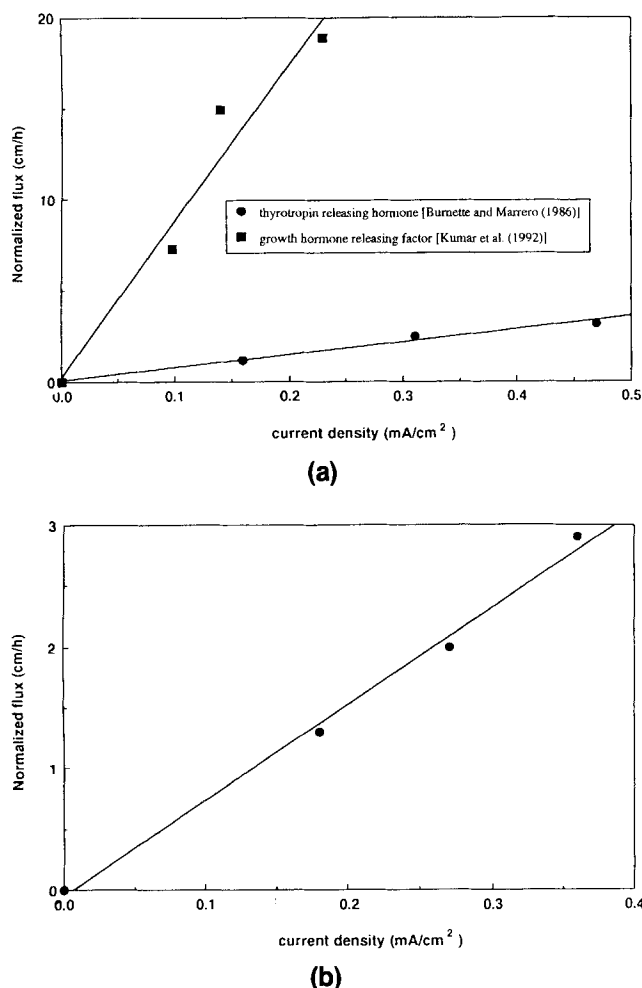 20
15
10
5
0
Normalized flux (cm/h)
● thyrotropin releasing hormone [Burnette and Marrero (1986)]
■ growth hormone releasing factor [Kumar et al. (1992)]
0.0 0.1 0.2 0.3 0.4 0.5
current density (mA/cm²)
(a)
3
2
1
0
Normalized flux (cm/h)
0.0 0.1 0.2 0.3 0.4
current density (mA/cm²)
(b)